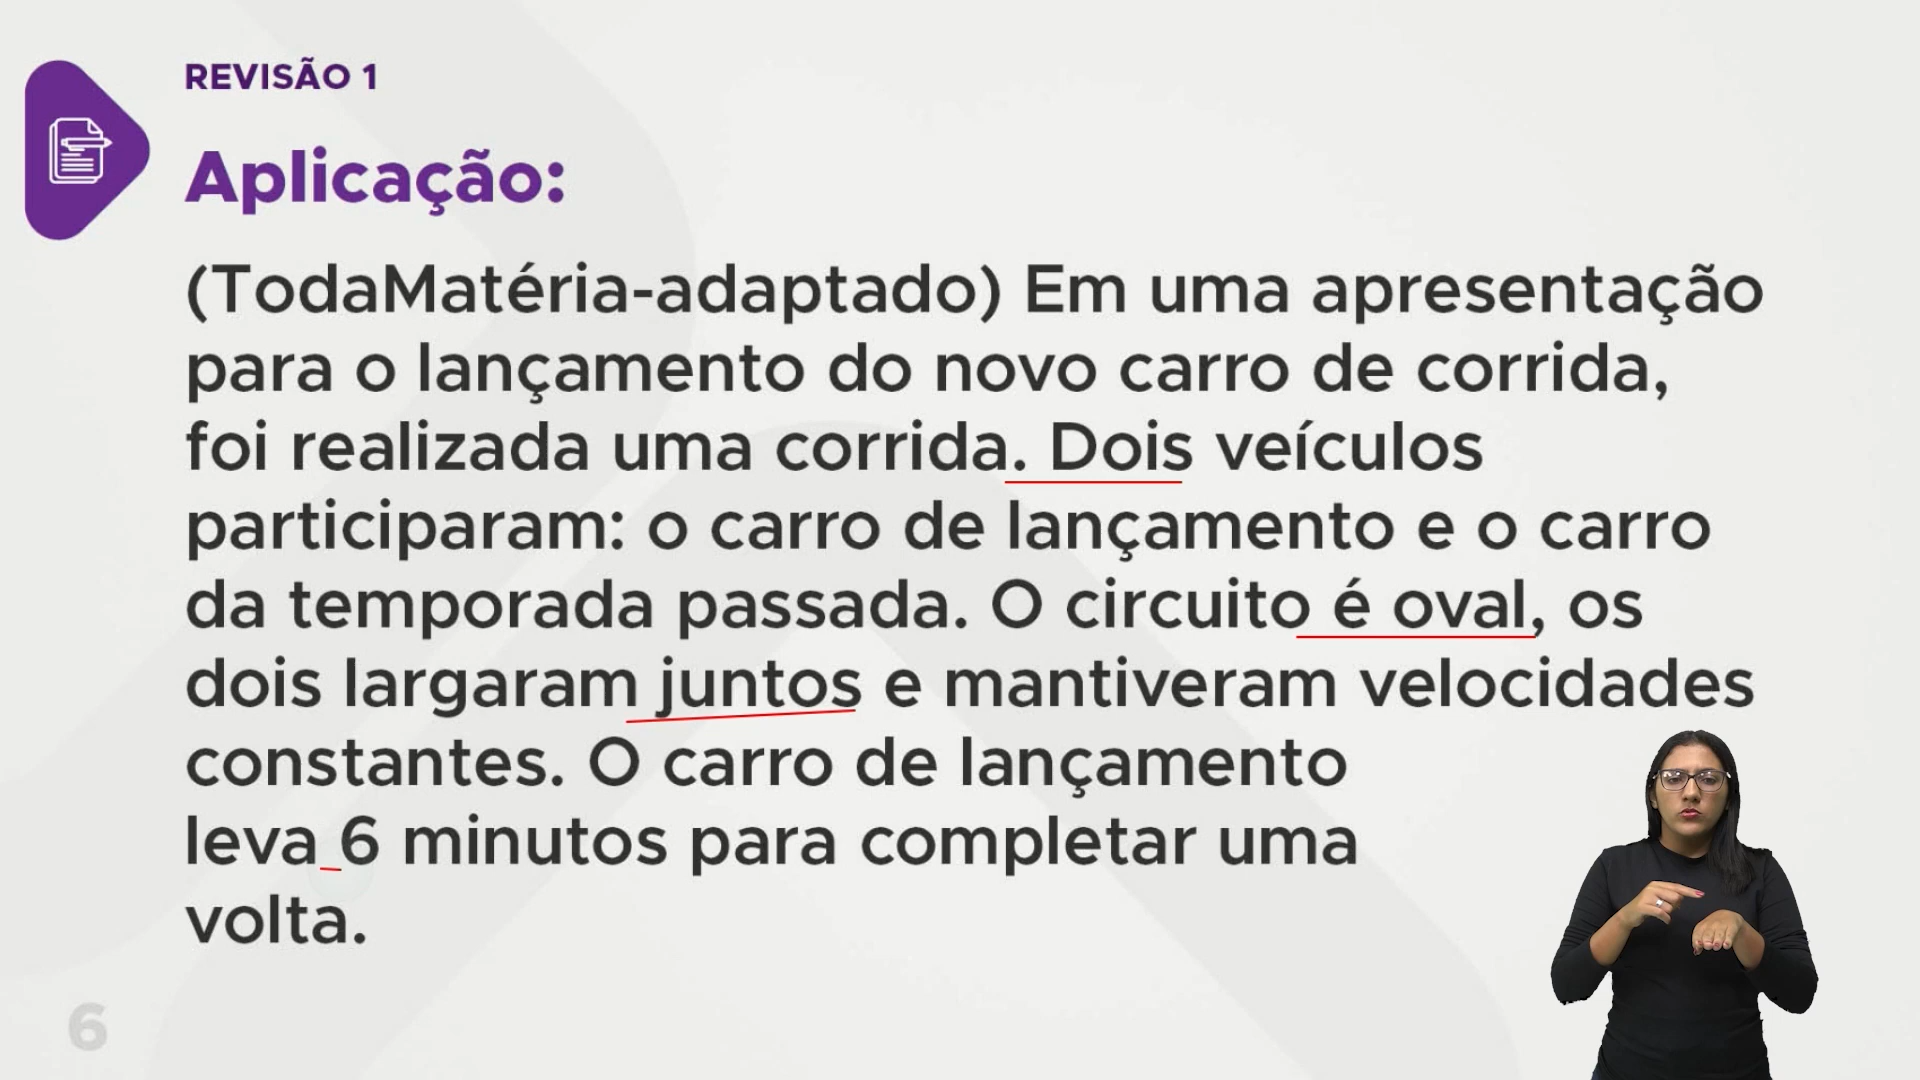 REVISÃO 1
Aplicação:
(TodaMatéria-adaptado) Em uma apresentação
para o lançamento do novo carro de corrida,
foi realizada uma corrida. Dois veículos
participaram: o carro de lançamento e o carro
da temporada passada. O circuito é oval, os
dois largaram juntos e mantiveram velocidades
constantes. O carro de lançamento
leva 6 minutos para completar uma
volta.
6